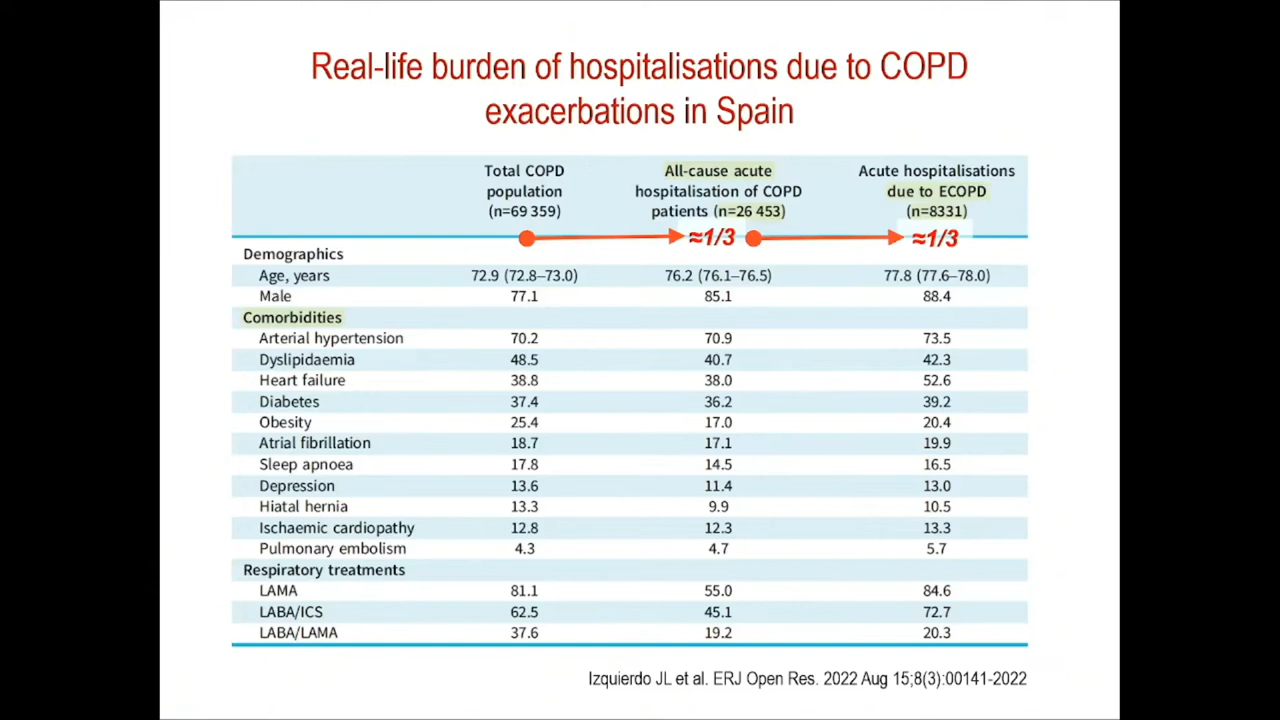 Real-life burden of hospitalisations due to COPD
exacerbations in Spain
Total COPD population (n=69 359) All-cause acute hospitalisation of COPD patients (n=26 453) Acute hospitalisations due to ECOPD (n=8331)
≈1/3 ≈1/3
Demographics
Age, years 72.9 (72.8–73.0) 76.2 (76.1–76.5) 77.8 (77.6–78.0)
Male 77.1 85.1 88.4
Comorbidities
Arterial hypertension 70.2 70.9 73.5
Dyslipidaemia 48.5 40.7 42.3
Heart failure 38.8 38.0 52.6
Diabetes 37.4 36.2 39.2
Obesity 25.4 17.0 20.4
Atrial fibrillation 18.7 17.1 19.9
Sleep apnoea 17.8 14.5 16.5
Depression 13.6 11.4 13.0
Hiatal hernia 13.3 9.9 10.5
Ischaemic cardiopathy 12.8 12.3 13.3
Pulmonary embolism 4.3 4.7 5.7
Respiratory treatments
LAMA 81.1 55.0 84.6
LABA/ICS 62.5 45.1 72.7
LABA/LAMA 37.6 19.2 20.3
Izquierdo JL et al. ERJ Open Res. 2022 Aug 15;8(3):00141-2022